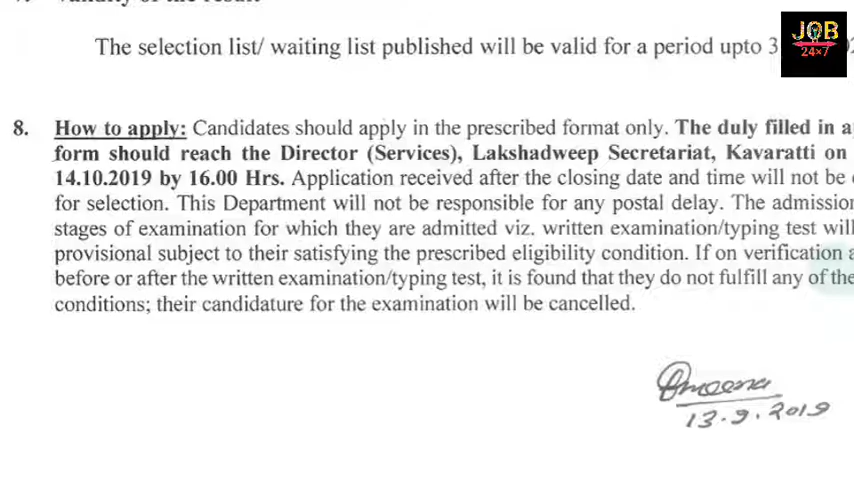 The selection list/ waiting list published will be valid for a period upto 3
JOB
24×7
8. How to apply: Candidates should apply in the prescribed format only. The duly filled in a
form should reach the Director (Services), Lakshadweep Secretariat, Kavaratti on
14.10.2019 by 16.00 Hrs. Application received after the closing date and time will not be
for selection. This Department will not be responsible for any postal delay. The admission
stages of examination for which they are admitted viz. written examination/typing test will
provisional subject to their satisfying the prescribed eligibility condition. If on verification a
before or after the written examination/typing test, it is found that they do not fulfill any of the
conditions; their candidature for the examination will be cancelled.
13.9.2019